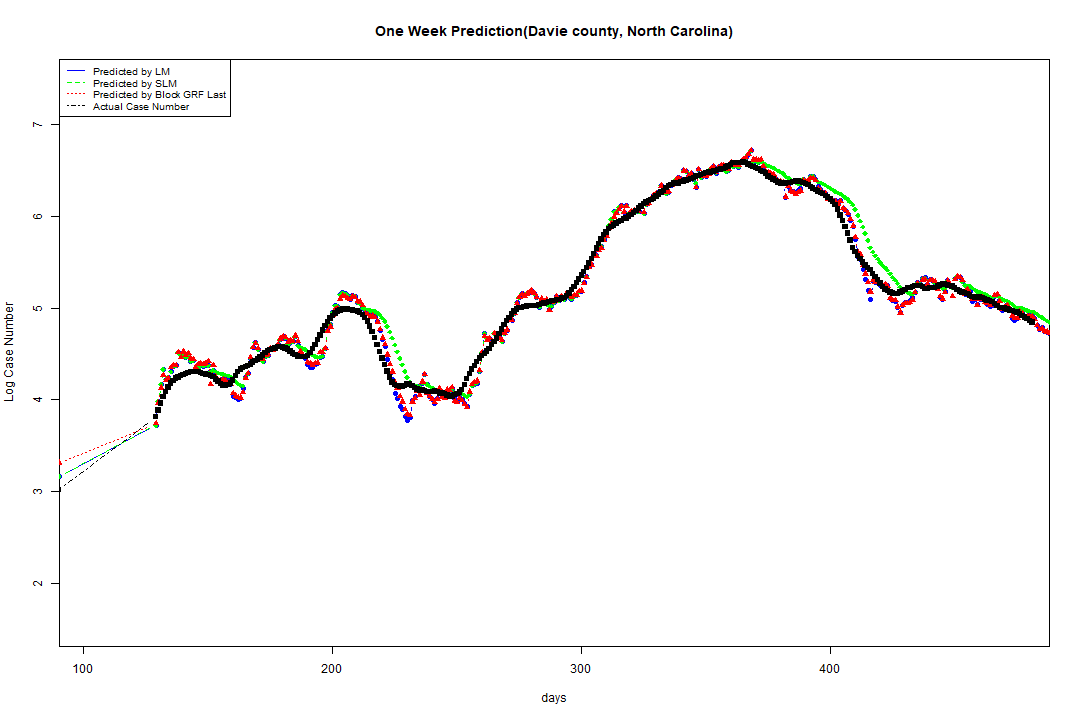 One Week Prediction(Davie county, North Carolina)
Predicted by LM
Predicted by SLM
Predicted by Block GRF Last
Actual Case Number
7
6
5
4
3
2
Log Case Number
100 200 300 400
days